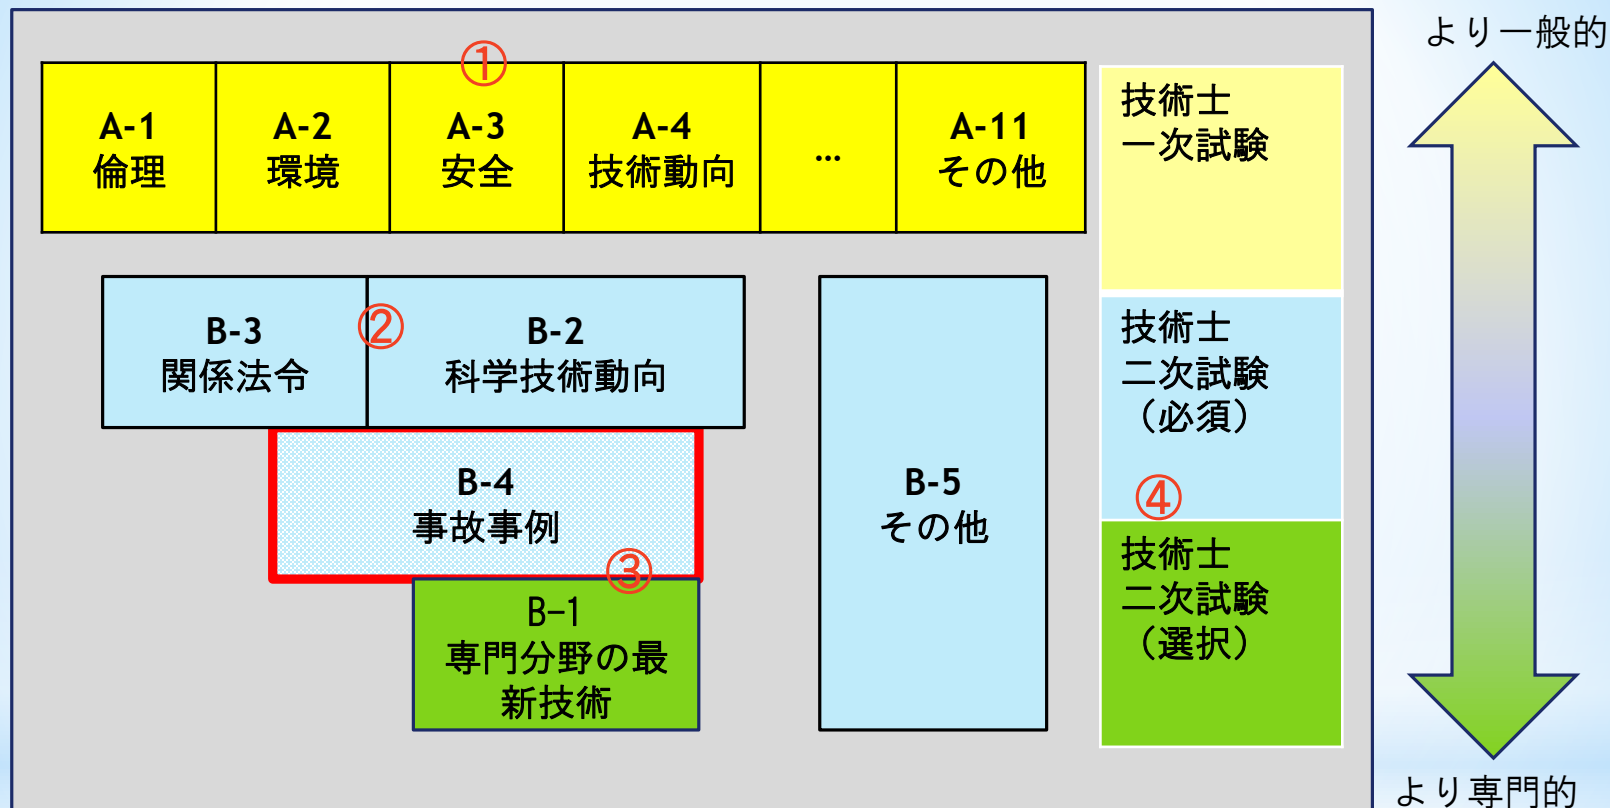 より一般的
①
A-1
倫理
A-2
環境
A-3
安全
A-4
技術動向
…
A-11
その他
技術士
一次試験
B-3
関係法令
②
B-2
科学技術動向
B-4
事故事例
③
B-1
専門分野の最
新技術
B-5
その他
技術士
二次試験
（必須）
④
技術士
二次試験
（選択）
より専門的